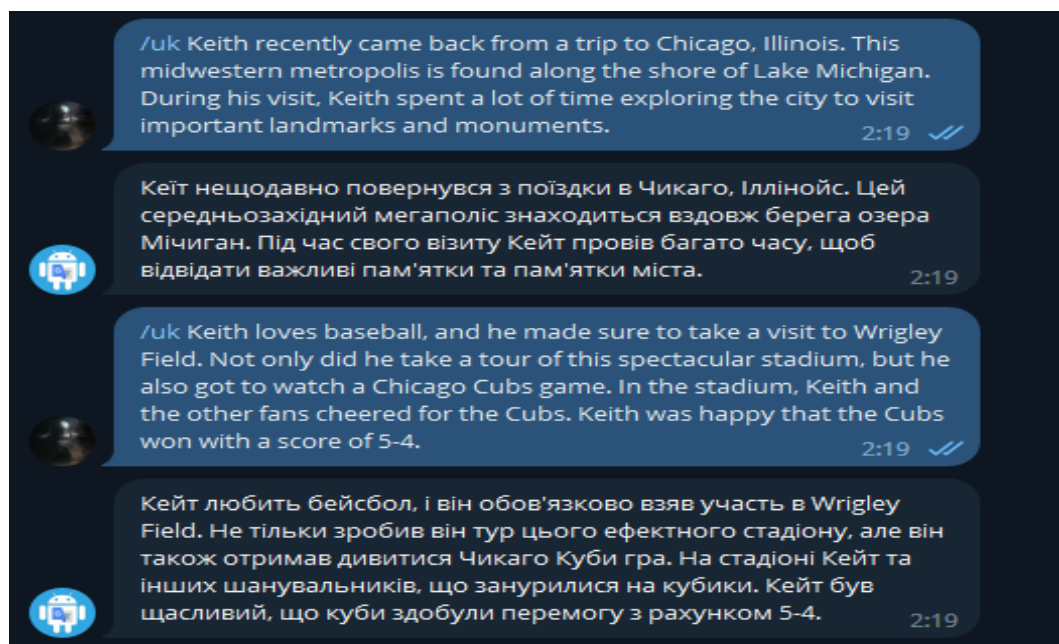 /uk Keith recently came back from a trip to Chicago, Illinois. This
midwestern metropolis is found along the shore of Lake Michigan.
During his visit, Keith spent a lot of time exploring the city to visit
important landmarks and monuments.
2:19
Кеїт нещодавно повернувся з поїздки в Чикаго, Іллінойс. Цей
середньозахідний мегаполіс знаходиться вздовж берега озера
Мічиган. Під час свого візиту Кейт провів багато часу, щоб
відвідати важливі пам'ятки та пам'ятки міста.
2:19
/uk Keith loves baseball, and he made sure to take a visit to Wrigley
Field. Not only did he take a tour of this spectacular stadium, but he
also got to watch a Chicago Cubs game. In the stadium, Keith and
the other fans cheered for the Cubs. Keith was happy that the Cubs
won with a score of 5-4.
2:19
Кейт любить бейсбол, і він обов'язково взяв участь в Wrigley
Field. Не тільки зробив він тур цього ефектного стадіону, але він
також отримав дивитися Чикаго Куби гра. На стадіоні Кейт та
інших шанувальників, що занурилися на кубики. Кейт був
щасливий, що куби здобули перемогу з рахунком 5-4.
2:19